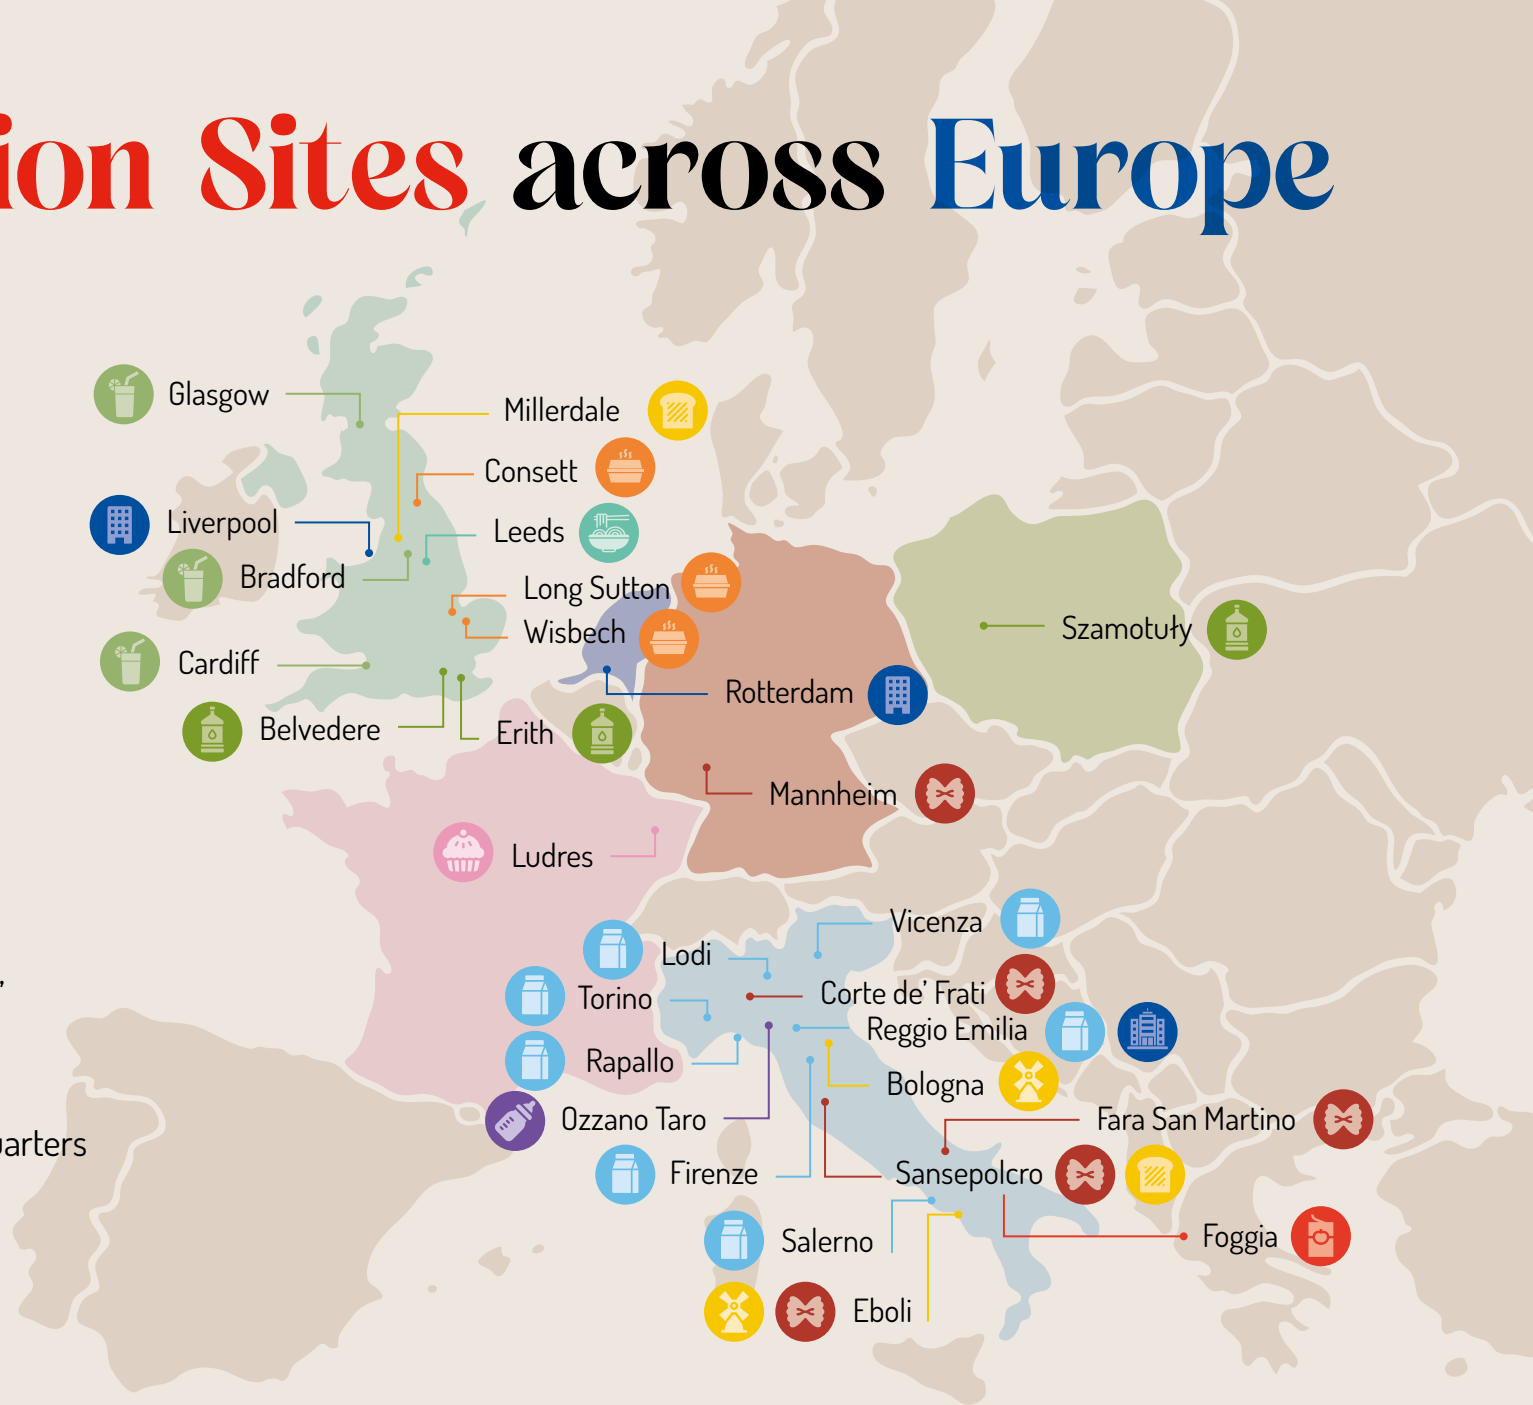 ion Sites across Europe
Glasgow
Millerdale
Consett
Liverpool
Leeds
Bradford
Long Sutton
Wisbech
Szamotuły
Cardiff
Rotterdam
Belvedere
Erith
Mannheim
Ludres
Vicenza
Lodi
Corte de’ Frati
Torino
Reggio Emilia
Rapallo
Bologna
Ozzano Taro
Fara San Martino
uarters
Firenze
Sansepolcro
Salerno
Foggia
Eboli